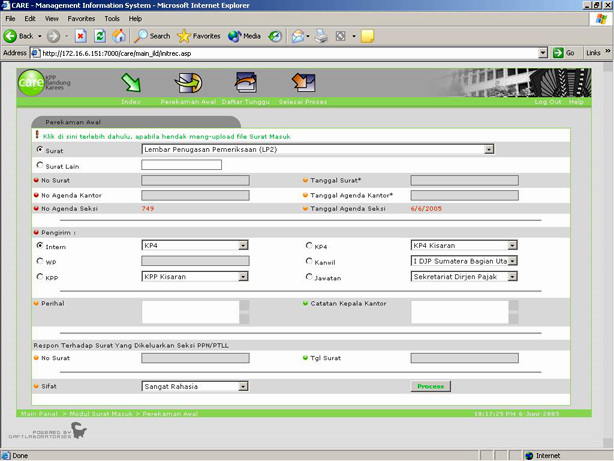 CARE - Management Information System - Microsoft Internet Explorer
File Edit View Favorites Tools Help
Back Search Favorites Media
Address http://172.16.6.151:7000/care/main_ild/initrec.asp Go Links »
care KPP Bandung Karees
Index Perekaman Awal Daftar Tunggu Selesai Proses Log Out Help
Perekaman Awal
! Klik di sini terlebih dahulu, apabila hendak meng-upload file Surat Masuk
Surat Lembar Penugasan Pemeriksaan (LP2)
Surat Lain
No Surat Tanggal Surat*
No Agenda Kantor Tanggal Agenda Kantor*
No Agenda Seksi 749 Tanggal Agenda Seksi 6/6/2005
Pengirim :
Intern KP4 KP4 KP4 Kisaran
WP Kanwil I DJP Sumatera Bagian Uta
KPP KPP Kisaran Jawatan Sekretariat Dirjen Pajak
Perihal Catatan Kepala Kantor
Respon Terhadap Surat Yang Dikeluarkan Seksi PPN/PTLL
No Surat Tgl Surat
Sifat Sangat Rahasia Process
Main Panel > Modul Surat Masuk > Perekaman Awal 10:17:25 PM 6-Juni-2005
POWERED BY
DAFTLABORATORIES
Done Internet